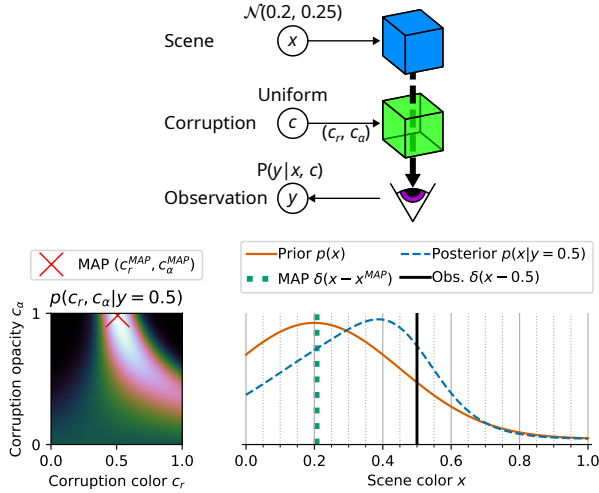 𝒩(0.2, 0.25)
Scene x
Uniform
Corruption c
(c_r, c_α)
P(y|x, c)
Observation y
MAP (c_r^MAP, c_α^MAP)
Prior p(x)
Posterior p(x|y = 0.5)
MAP δ(x − x^MAP)
Obs. δ(x − 0.5)
p(c_r, c_α|y = 0.5)
Corruption opacity c_α
1
0
0.0 0.5 1.0
Corruption color c_r
0.0 0.2 0.4 0.6 0.8 1.0
Scene color x